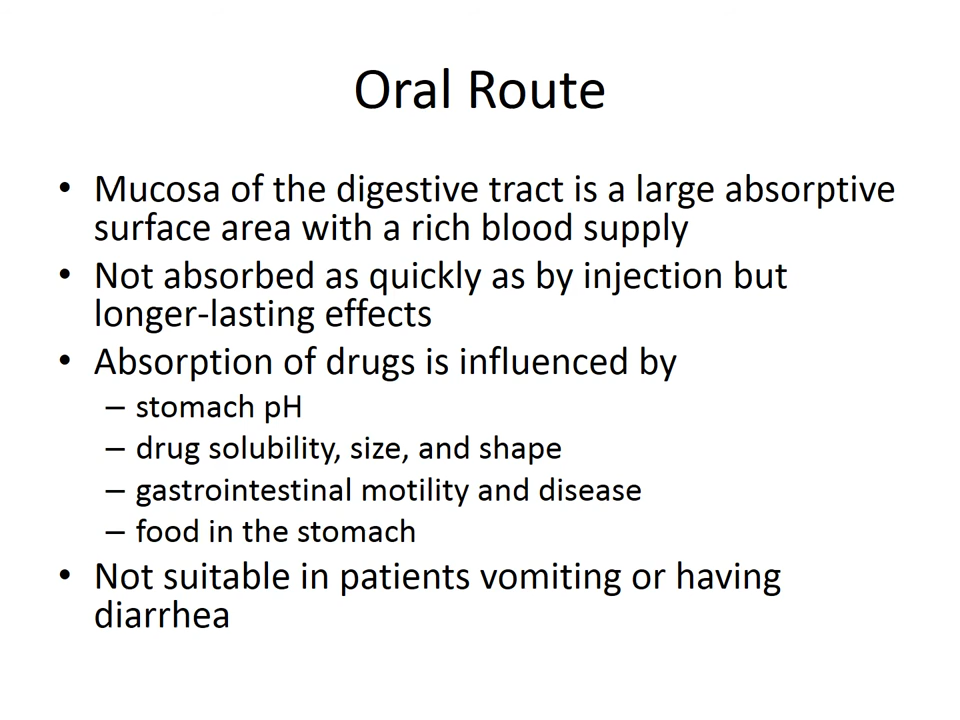 Oral Route
• Mucosa of the digestive tract is a large absorptive
surface area with a rich blood supply
• Not absorbed as quickly as by injection but
longer-lasting effects
• Absorption of drugs is influenced by
– stomach pH
– drug solubility, size, and shape
– gastrointestinal motility and disease
– food in the stomach
• Not suitable in patients vomiting or having
diarrhea